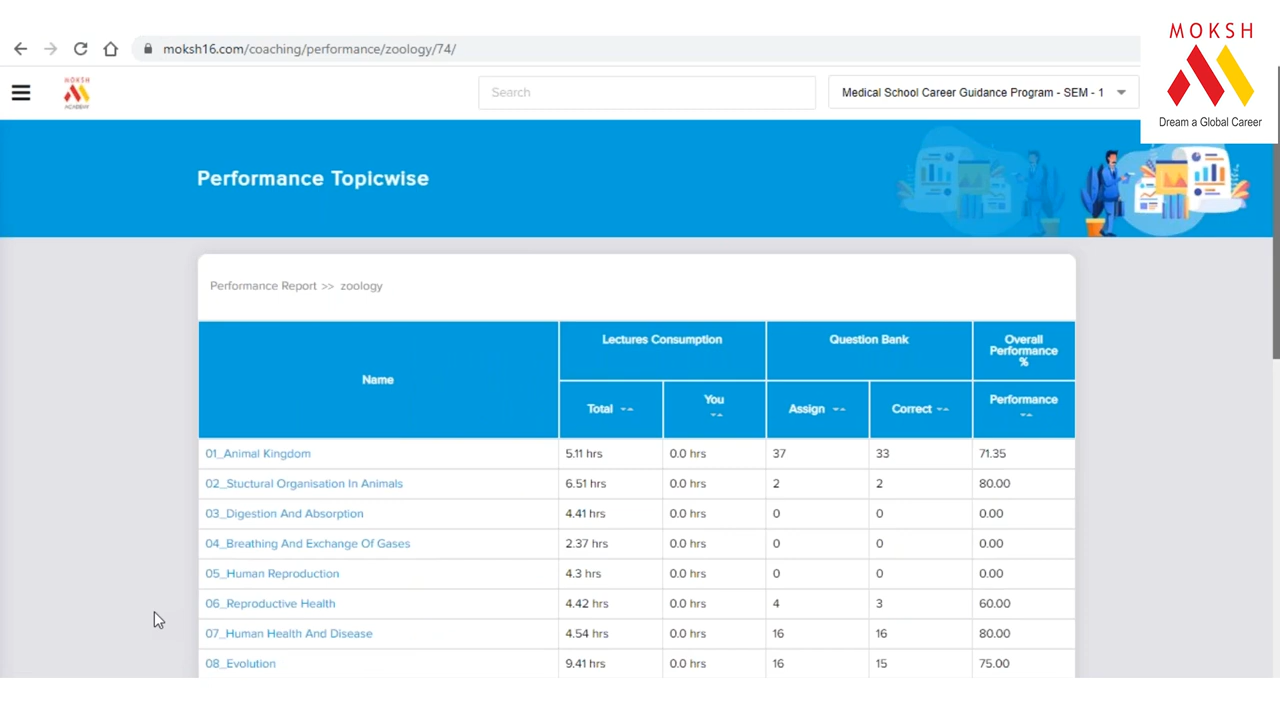 moksh16.com/coaching/performance/zoology/74/
MOKSH
Dream a Global Career
MOKSH
ACADEMY
Search
Medical School Career Guidance Program - SEM - 1
Performance Topicwise
Performance Report >> zoology
Name
Lectures Consumption
Question Bank
Overall
Performance
%
Total
You
Assign
Correct
Performance
01_Animal Kingdom 5.11 hrs 0.0 hrs 37 33 71.35
02_Stuctural Organisation In Animals 6.51 hrs 0.0 hrs 2 2 80.00
03_Digestion And Absorption 4.41 hrs 0.0 hrs 0 0 0.00
04_Breathing And Exchange Of Gases 2.37 hrs 0.0 hrs 0 0 0.00
05_Human Reproduction 4.3 hrs 0.0 hrs 0 0 0.00
06_Reproductive Health 4.42 hrs 0.0 hrs 4 3 60.00
07_Human Health And Disease 4.54 hrs 0.0 hrs 16 16 80.00
08_Evolution 9.41 hrs 0.0 hrs 16 15 75.00